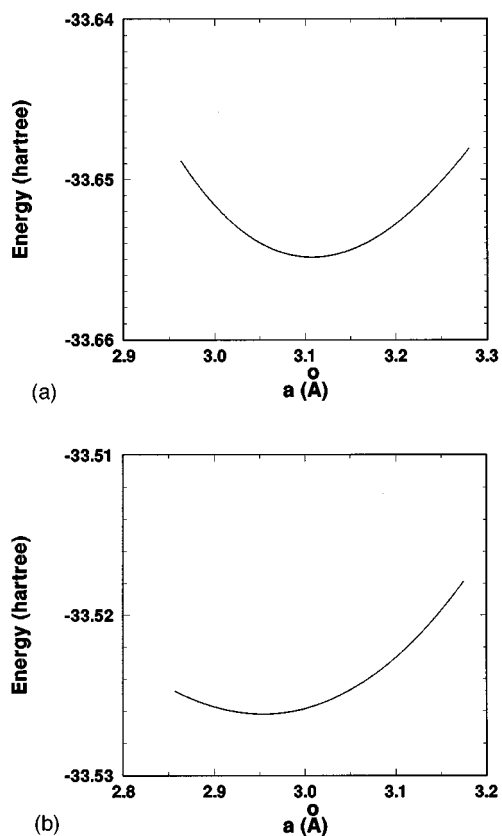 -33.64
-33.65
-33.66
Energy (hartree)
2.9 3.0 3.1 3.2 3.3
a (Å)
(a)
-33.51
-33.52
-33.53
Energy (hartree)
2.8 2.9 3.0 3.1 3.2
a (Å)
(b)